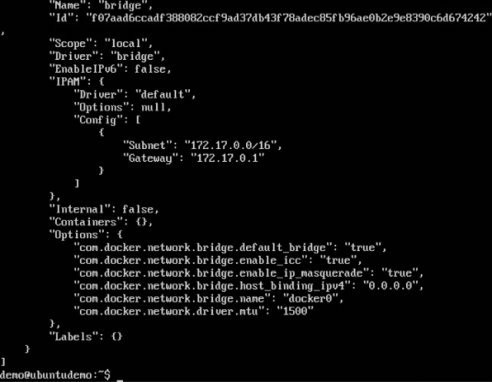 "Name": "bridge",
"Id": "f07aad6ccadf388082ccf9ad37db43f78adec85fb96ae0b2e9e8390c6d674242"
,
"Scope": "local",
"Driver": "bridge",
"EnableIPv6": false,
"IPAM": {
"Driver": "default",
"Options": null,
"Config": [
{
"Subnet": "172.17.0.0/16",
"Gateway": "172.17.0.1"
}
]
},
"Internal": false,
"Containers": {},
"Options": {
"com.docker.network.bridge.default_bridge": "true",
"com.docker.network.bridge.enable_icc": "true",
"com.docker.network.bridge.enable_ip_masquerade": "true",
"com.docker.network.bridge.host_binding_ipv4": "0.0.0.0",
"com.docker.network.bridge.name": "docker0",
"com.docker.network.driver.mtu": "1500"
},
"Labels": {}
}
]
demo@ubuntudemo:~$ _